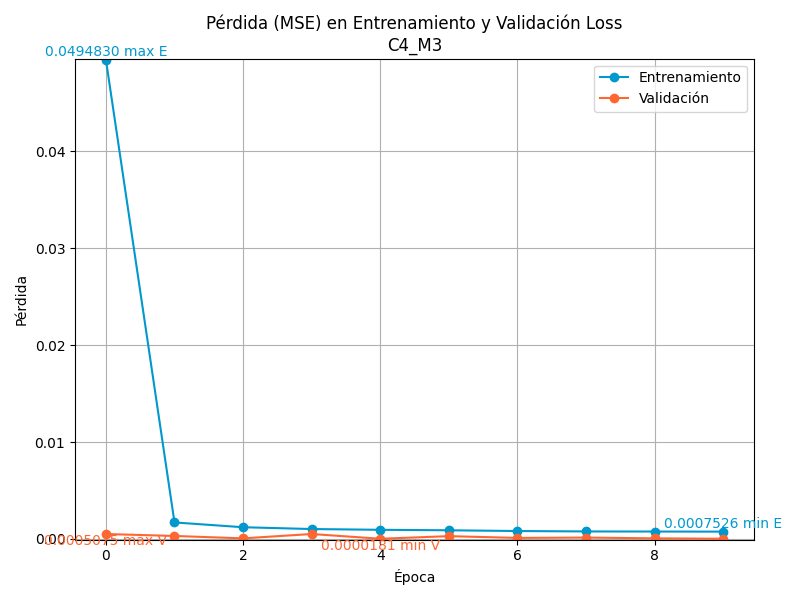 Pérdida (MSE) en Entrenamiento y Validación Loss
C4_M3
0.0494830 max E
Entrenamiento
Validación
0.04
0.03
0.02
0.01
0.00
Pérdida
0.0007526 min E
max V
0.0000181 min V
0 2 4 6 8
Época